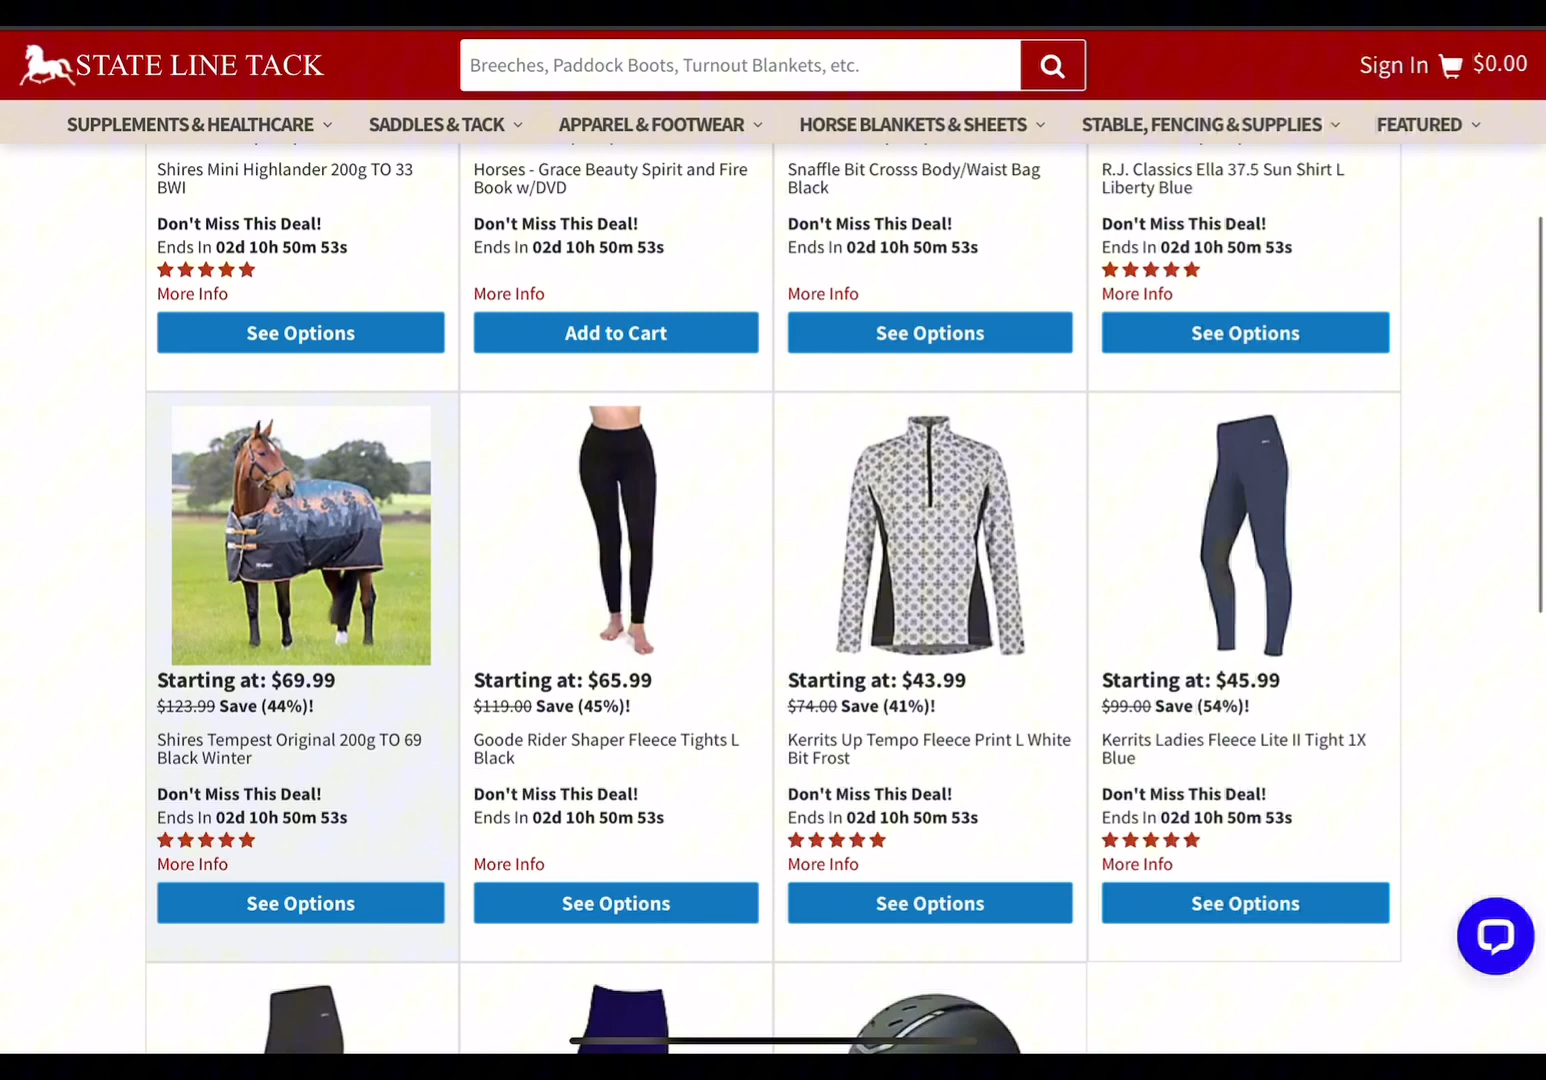 STATE LINE TACK
Breeches, Paddock Boots, Turnout Blankets, etc.
Sign In
$0.00
SUPPLEMENTS & HEALTHCARE
SADDLES & TACK
APPAREL & FOOTWEAR
HORSE BLANKETS & SHEETS
STABLE, FENCING & SUPPLIES
FEATURED
Shires Mini Highlander 200g TO 33
BWI
Don't Miss This Deal!
Ends In 02d 10h 50m 53s
More Info
See Options
Horses - Grace Beauty Spirit and Fire
Book w/DVD
Don't Miss This Deal!
Ends In 02d 10h 50m 53s
More Info
Add to Cart
Snaffle Bit Crosss Body/Waist Bag
Black
Don't Miss This Deal!
Ends In 02d 10h 50m 53s
More Info
See Options
R.J. Classics Ella 37.5 Sun Shirt L
Liberty Blue
Don't Miss This Deal!
Ends In 02d 10h 50m 53s
More Info
See Options
Starting at: $69.99
$123.99 Save (44%)!
Shires Tempest Original 200g TO 69
Black Winter
Don't Miss This Deal!
Ends In 02d 10h 50m 53s
More Info
See Options
Starting at: $65.99
$119.00 Save (45%)!
Goode Rider Shaper Fleece Tights L
Black
Don't Miss This Deal!
Ends In 02d 10h 50m 53s
More Info
See Options
Starting at: $43.99
$74.00 Save (41%)!
Kerrits Up Tempo Fleece Print L White
Bit Frost
Don't Miss This Deal!
Ends In 02d 10h 50m 53s
More Info
See Options
Starting at: $45.99
$99.00 Save (54%)!
Kerrits Ladies Fleece Lite II Tight 1X
Blue
Don't Miss This Deal!
Ends In 02d 10h 50m 53s
More Info
See Options